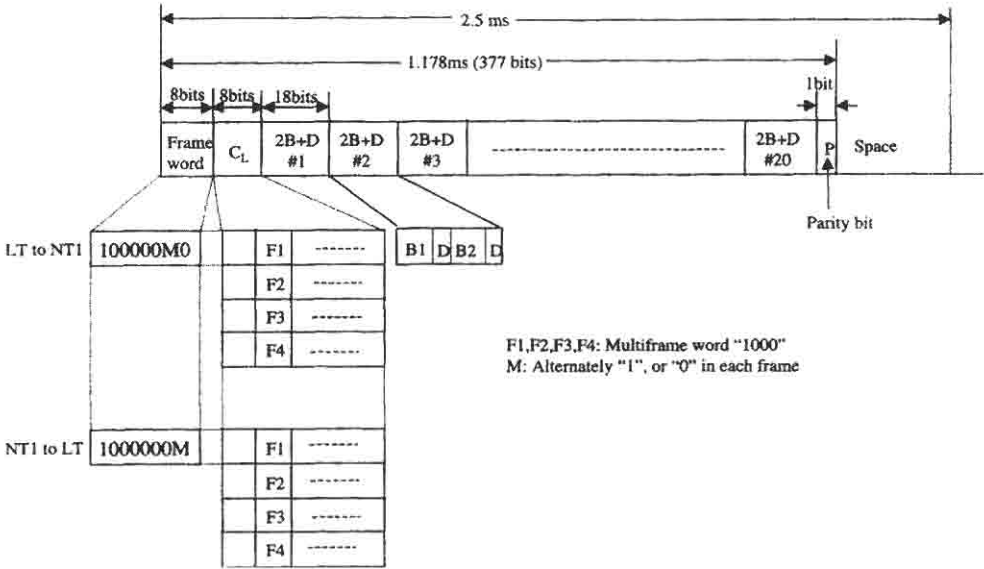 2.5 ms
1.178ms (377 bits)
8bits 8bits 18bits 1bit
Frame word C_L 2B+D #1 2B+D #2 2B+D #3 2B+D #20 P Space
Parity bit
LT to NT1 100000M0 F1 B1 D B2 D
F2
F3
F4
F1,F2,F3,F4: Multiframe word "1000"
M: Alternately "1", or "0" in each frame
NT1 to LT 1000000M F1
F2
F3
F4